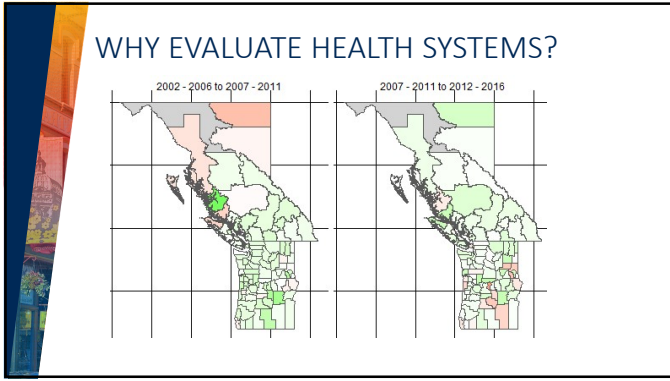 WHY EVALUATE HEALTH SYSTEMS?
2002 - 2006 to 2007 - 2011
2007 - 2011 to 2012 - 2016